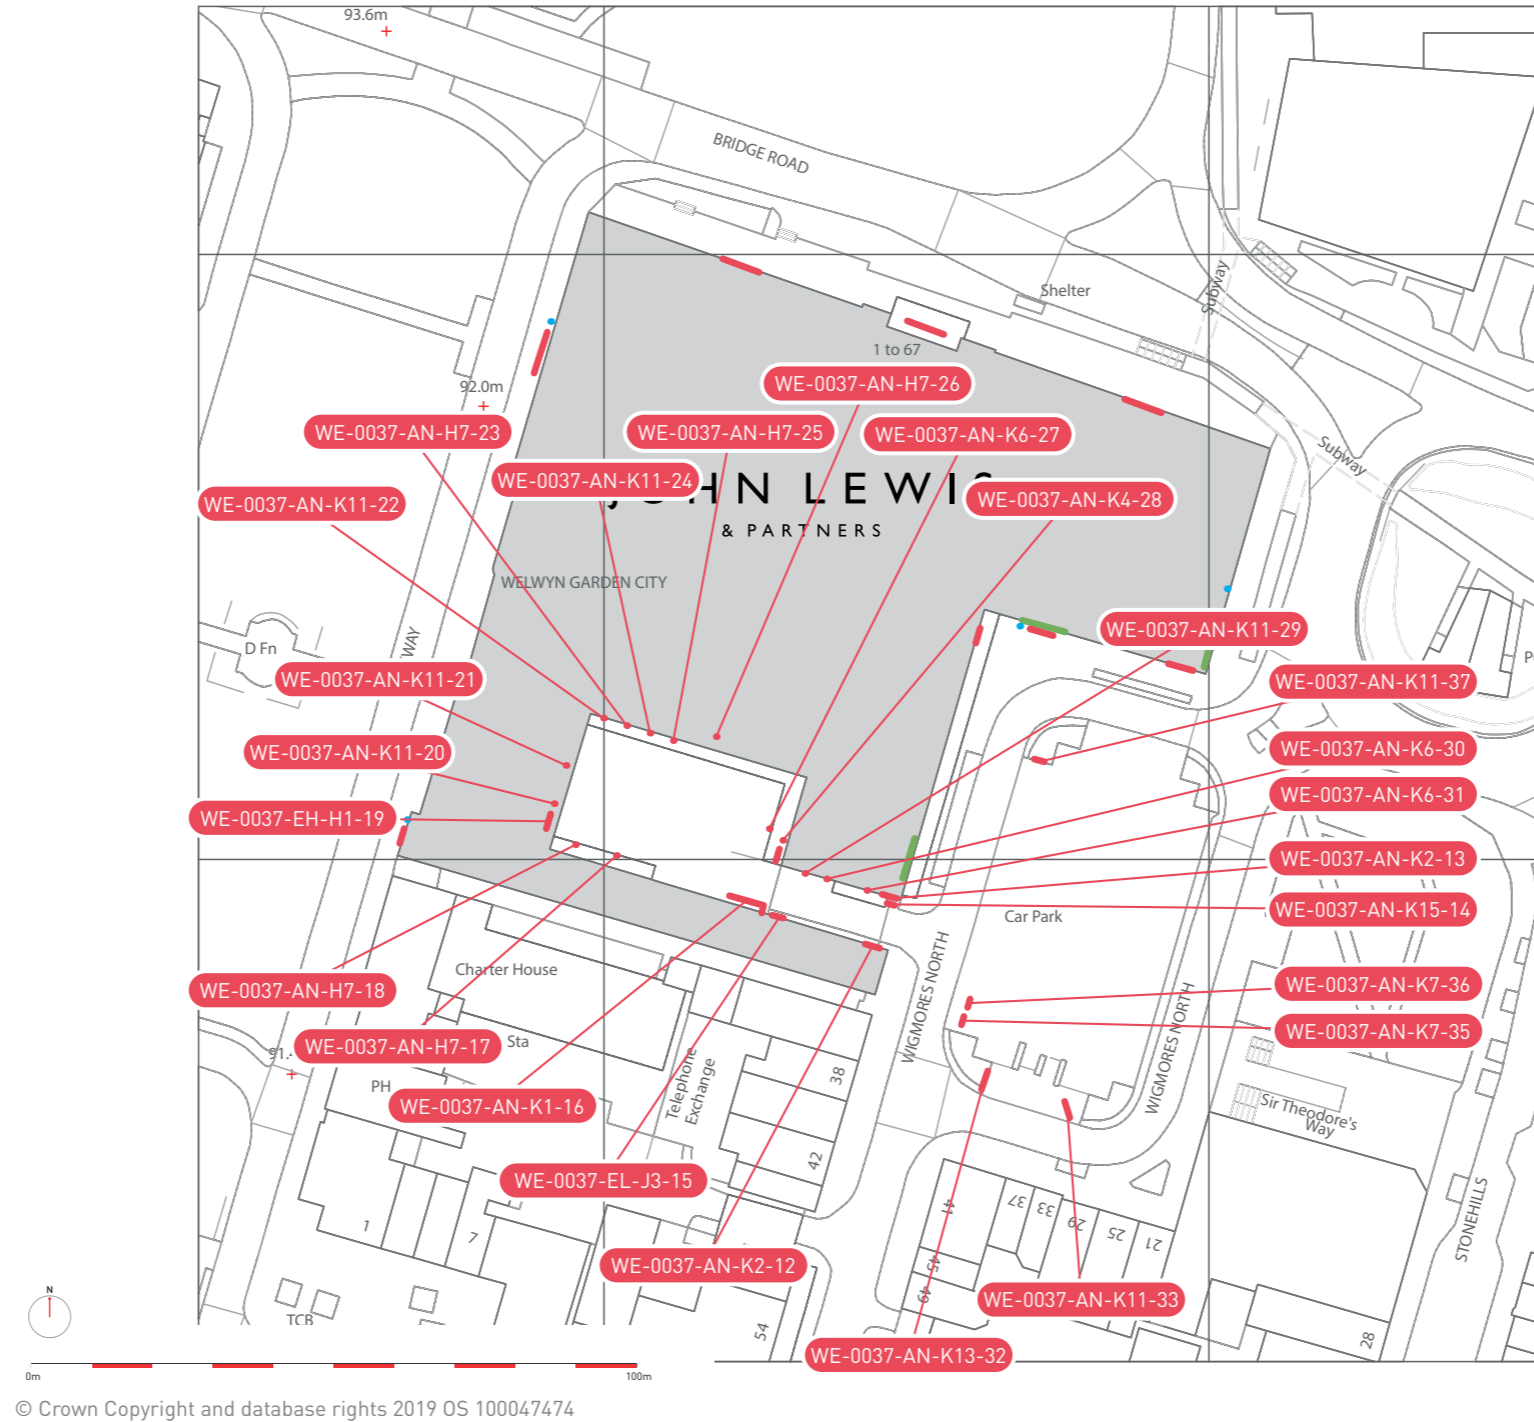 93.6m
BRIDGE ROAD
Subway
Shelter
1 to 67
92.0m
WE-0037-AN-H7-26
WE-0037-AN-H7-23
WE-0037-AN-H7-25
WE-0037-AN-K6-27
Subway
WE-0037-AN-K11-24
WE-0037-AN-K11-22
WE-0037-AN-K4-28
& PARTNERS
WELWYN GARDEN CITY
WE-0037-AN-K11-29
D Fn
WE-0037-AN-K11-21
WE-0037-AN-K11-37
WE-0037-AN-K11-20
WE-0037-AN-K6-30
WE-0037-AN-K6-31
WE-0037-EH-H1-19
WE-0037-AN-K2-13
WE-0037-AN-K15-14
Car Park
Charter House
WE-0037-AN-H7-18
WE-0037-AN-K7-36
WIGMORES NORTH
WIGMORES NORTH
WE-0037-AN-K7-35
WE-0037-AN-H7-17
Sta
PH
Telephone
Exchange
38
WE-0037-AN-K1-16
Sir Theodore's
Way
42
WE-0037-EL-J3-15
41
37
33
29
25
21
1
7
STONEHILLS
WE-0037-AN-K2-12
45
49
WE-0037-AN-K11-33
N
TCB
54
28
WE-0037-AN-K13-32
0m
100m
© Crown Copyright and database rights 2019 OS 100047474